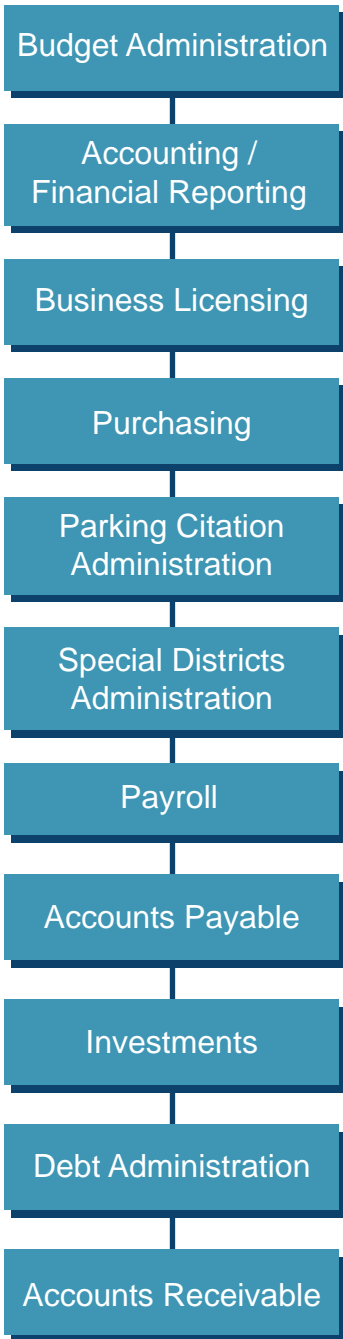 Budget Administration
Accounting /
Financial Reporting
Business Licensing
Purchasing
Parking Citation
Administration
Special Districts
Administration
Payroll
Accounts Payable
Investments
Debt Administration
Accounts Receivable